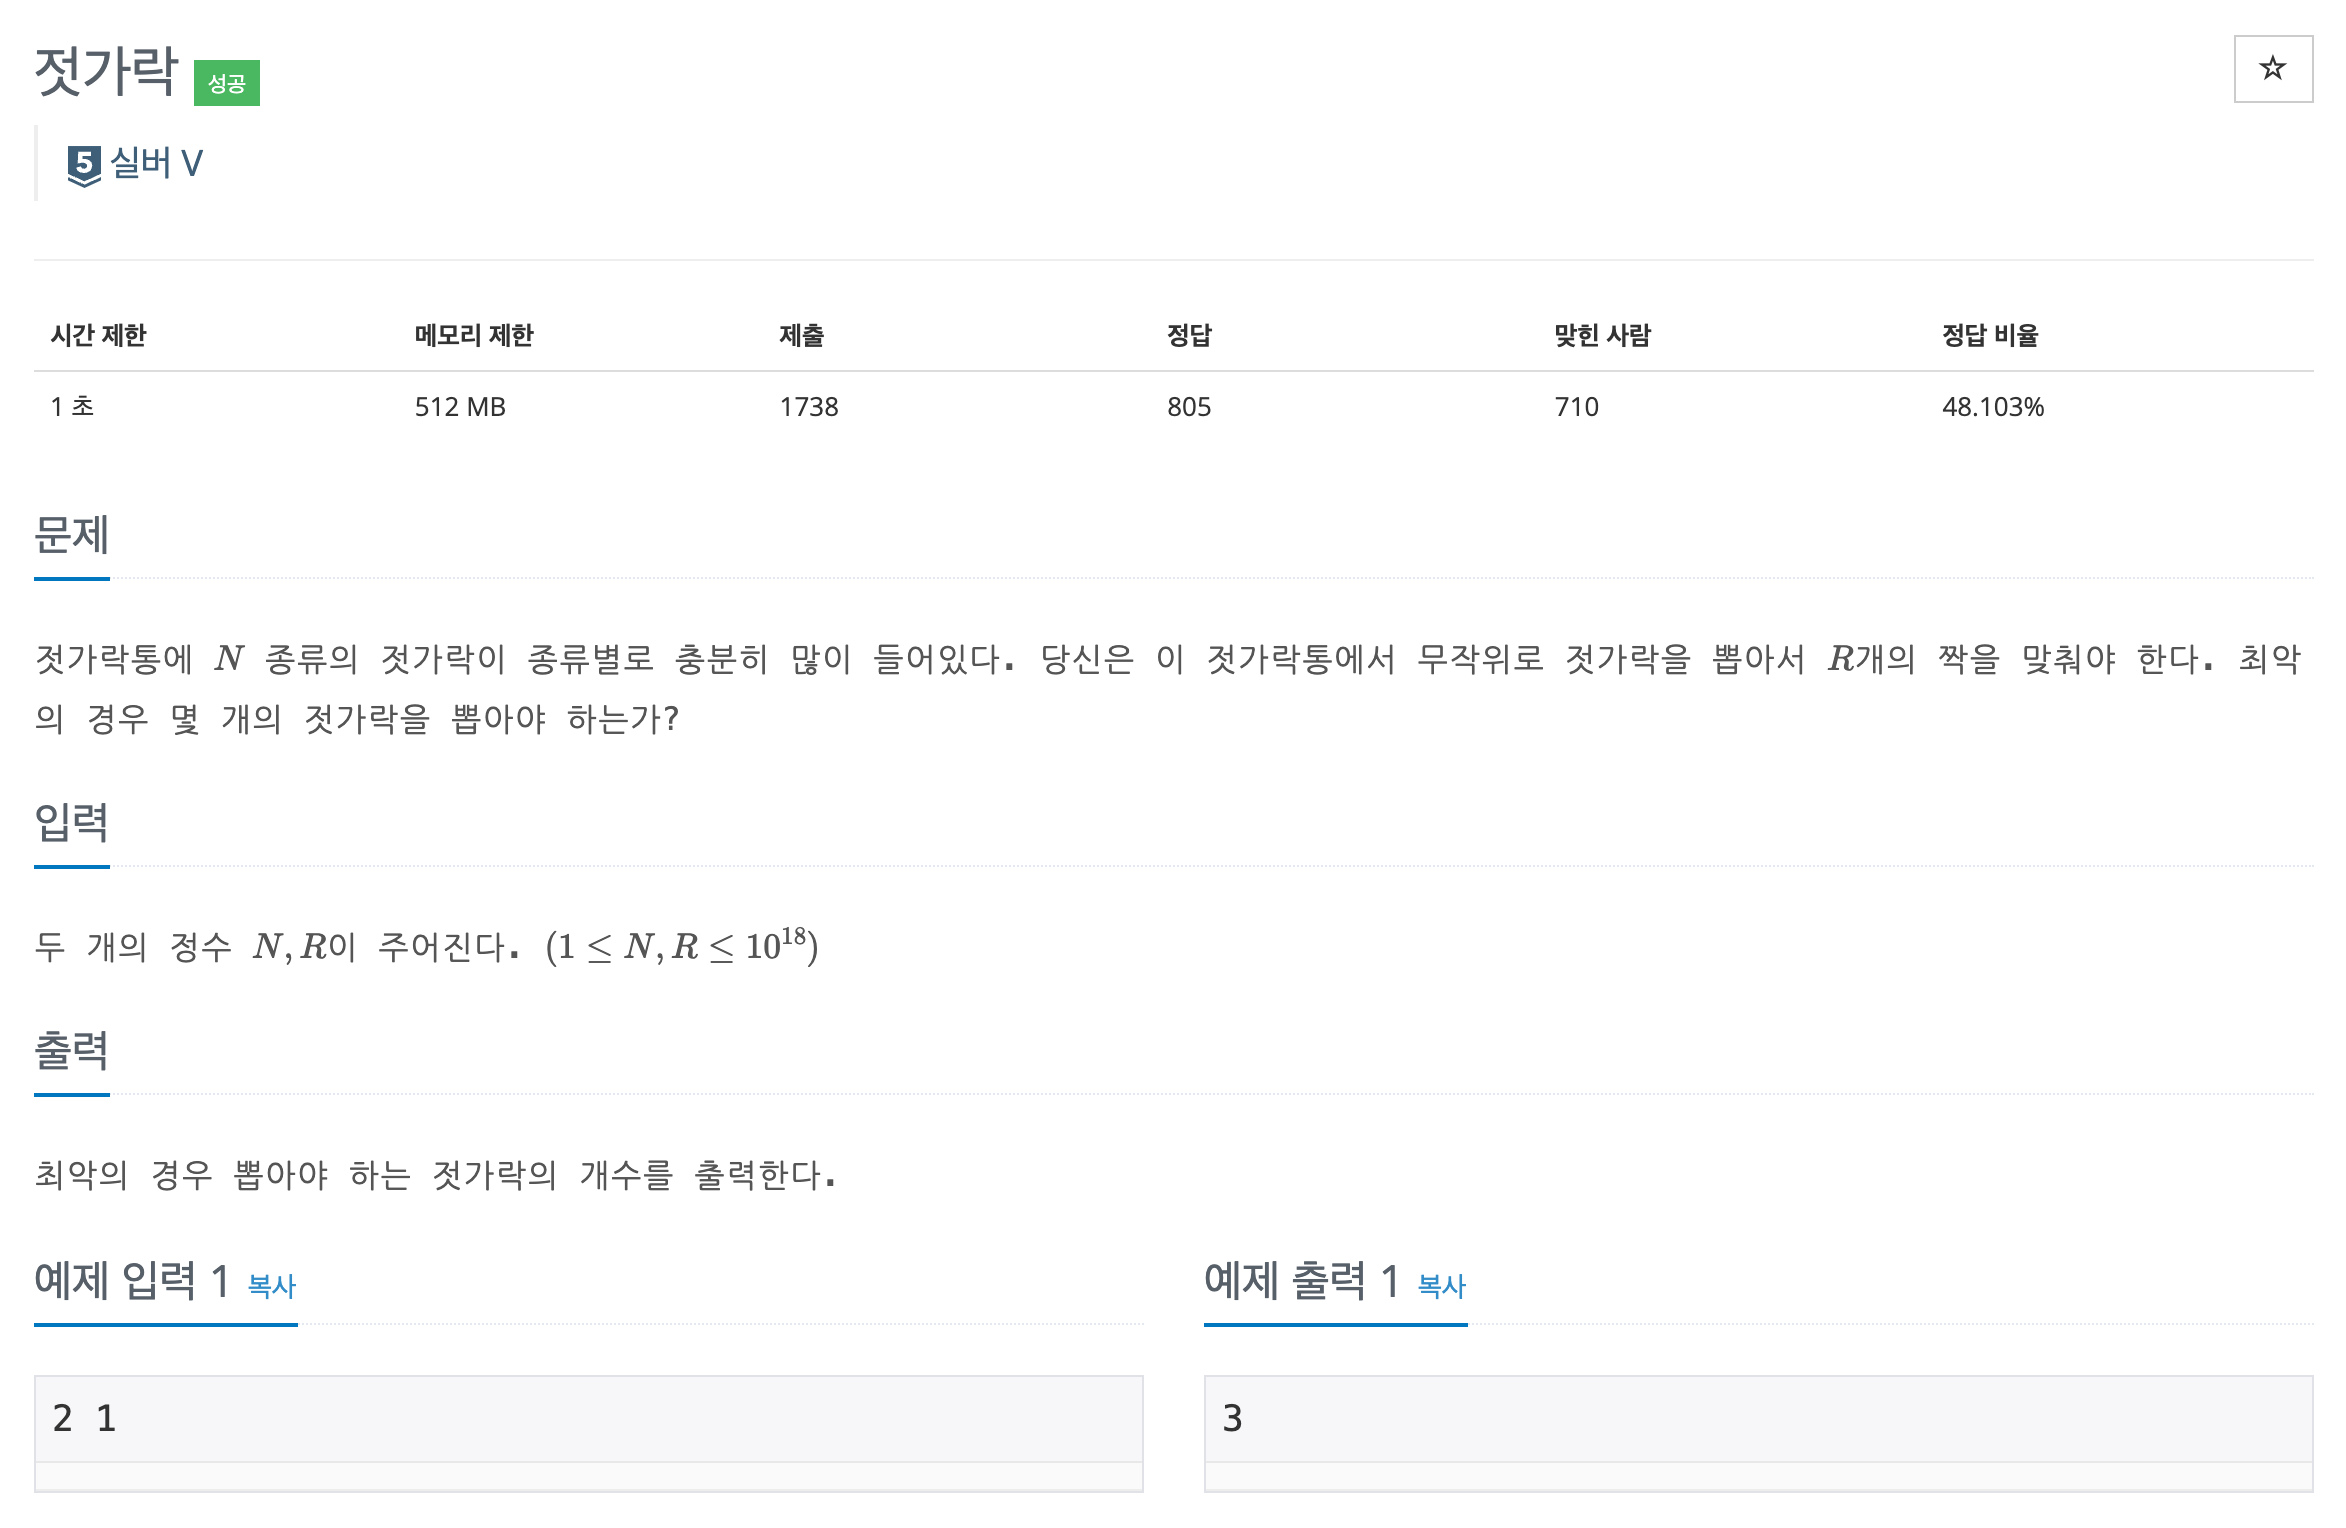 젓가락 성공
5 실버 V
시간 제한 메모리 제한 제출 정답 맞힌 사람 정답 비율
1 초 512 MB 1738 805 710 48.103%
문제
젓가락통에 N 종류의 젓가락이 종류별로 충분히 많이 들어있다. 당신은 이 젓가락통에서 무작위로 젓가락을 뽑아서 R개의 짝을 맞춰야 한다. 최악
의 경우 몇 개의 젓가락을 뽑아야 하는가?
입력
두 개의 정수 N, R이 주어진다. (1 ≤ N, R ≤ 10^18)
출력
최악의 경우 뽑아야 하는 젓가락의 개수를 출력한다.
예제 입력 1 복사
2 1
예제 출력 1 복사
3